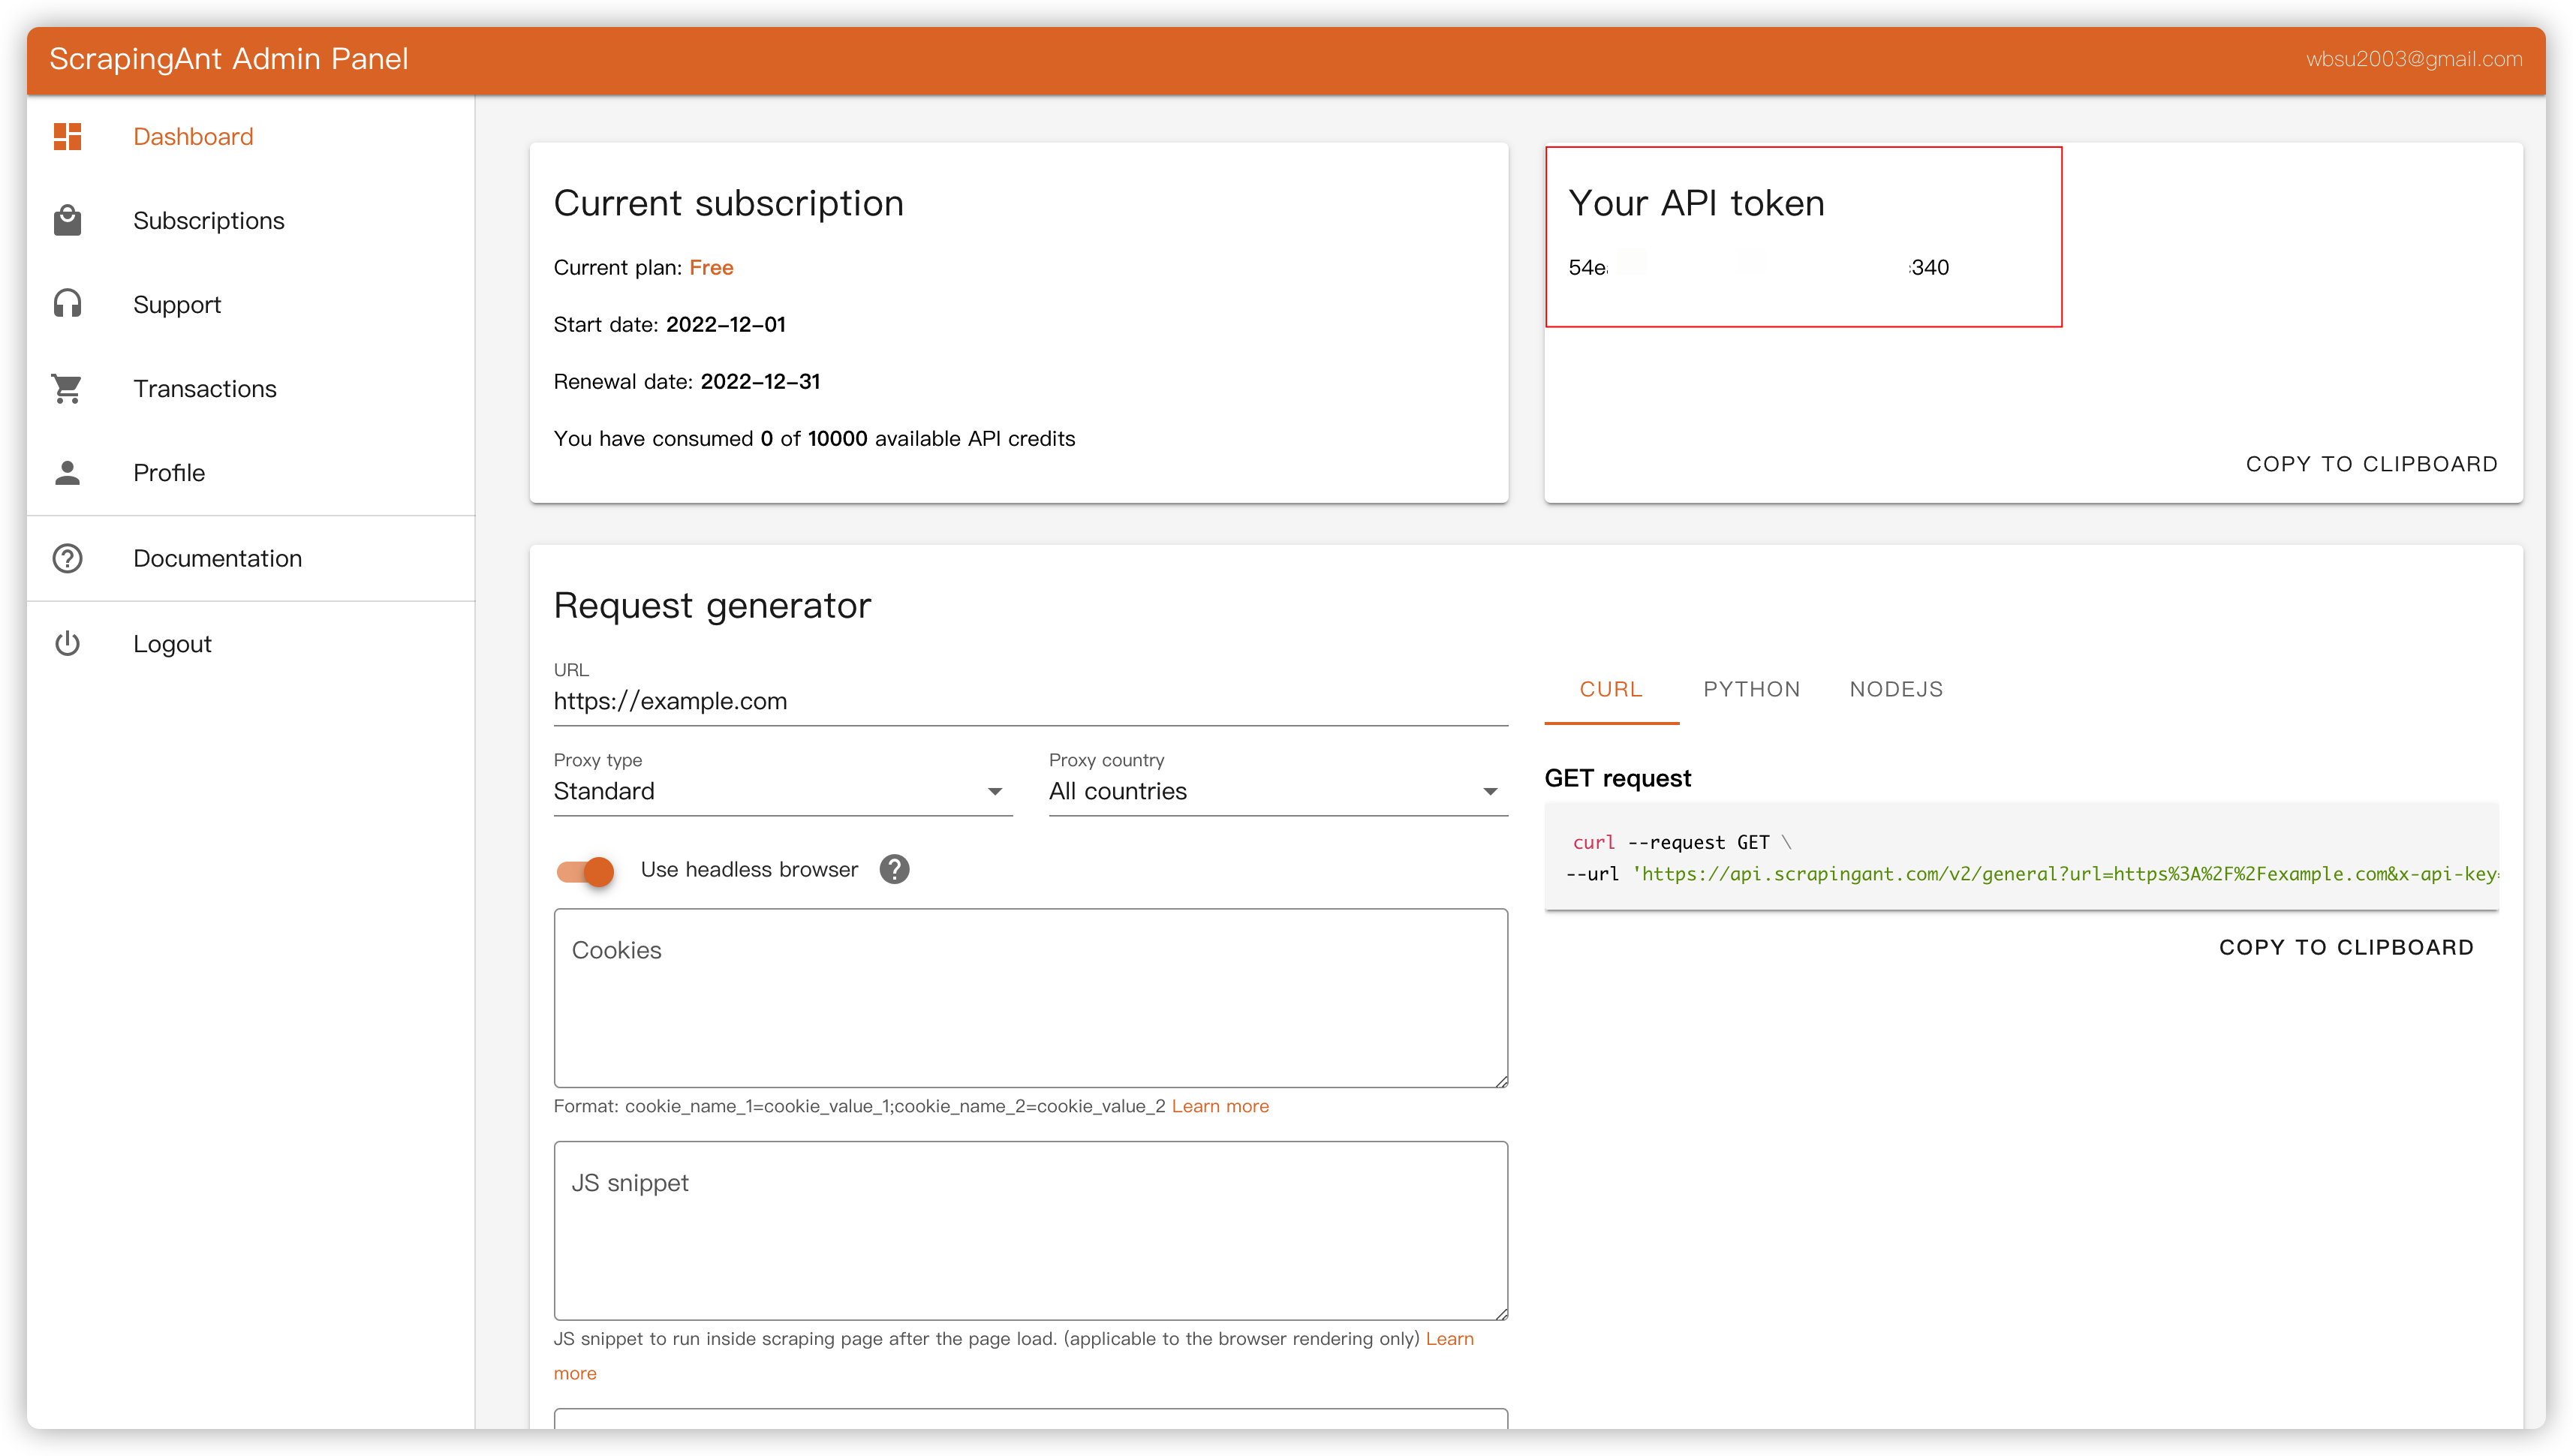 ScrapingAnt Admin Panel
wbsu2003@gmail.com
Dashboard
Subscriptions
Support
Transactions
Profile
Documentation
Logout
Current subscription
Current plan: Free
Start date: 2022-12-01
Renewal date: 2022-12-31
You have consumed 0 of 10000 available API credits
Your API token
54e 340
COPY TO CLIPBOARD
Request generator
URL
https://example.com
Proxy type
Standard
Proxy country
All countries
Use headless browser
Cookies
Format: cookie_name_1=cookie_value_1;cookie_name_2=cookie_value_2 Learn more
JS snippet
JS snippet to run inside scraping page after the page load. (applicable to the browser rendering only) Learn
more
CURL PYTHON NODEJS
GET request
curl --request GET \
--url 'https://api.scrapingant.com/v2/general?url=https%3A%2F%2Fexample.com&x-api-key=
COPY TO CLIPBOARD